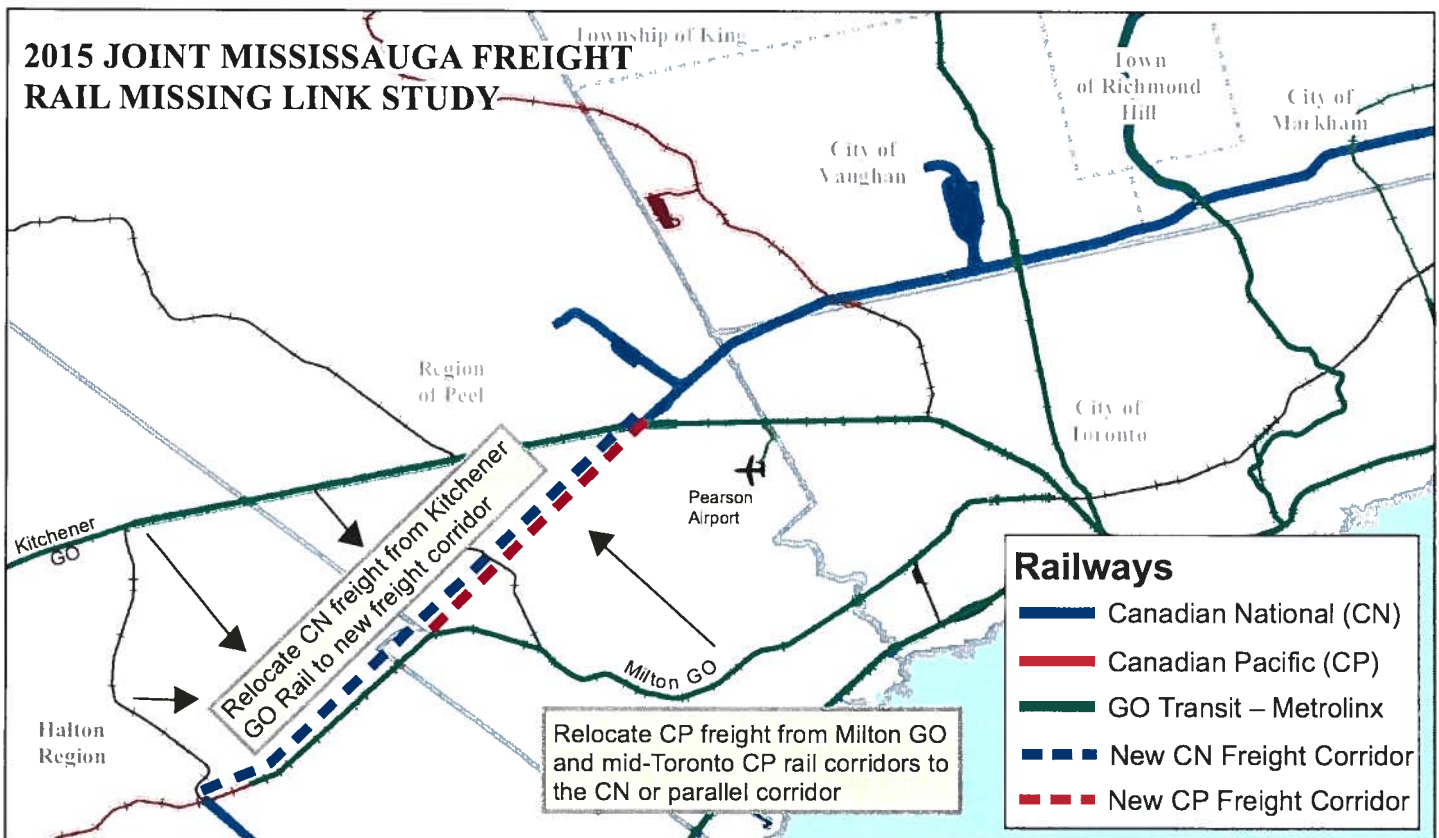 2015 JOINT MISSISSAUGA FREIGHT
RAIL MISSING LINK STUDY
Township of King
Town
of Richmond
Hill
City of
Markham
City of
Vaughan
Region
of Peel
City of
Toronto
Pearson
Airport
Kitchener
GO
Relocate CN freight from Kitchener
GO Rail to new freight corridor
Milton GO
Halton
Region
Relocate CP freight from Milton GO
and mid-Toronto CP rail corridors to
the CN or parallel corridor
Railways
Canadian National (CN)
Canadian Pacific (CP)
GO Transit – Metrolinx
New CN Freight Corridor
New CP Freight Corridor